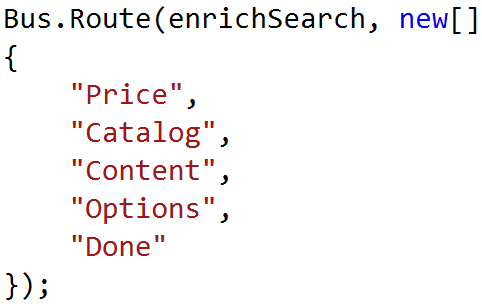 Bus.Route(enrichSearch, new[]
{
    "Price",
    "Catalog",
    "Content",
    "Options",
    "Done"
});